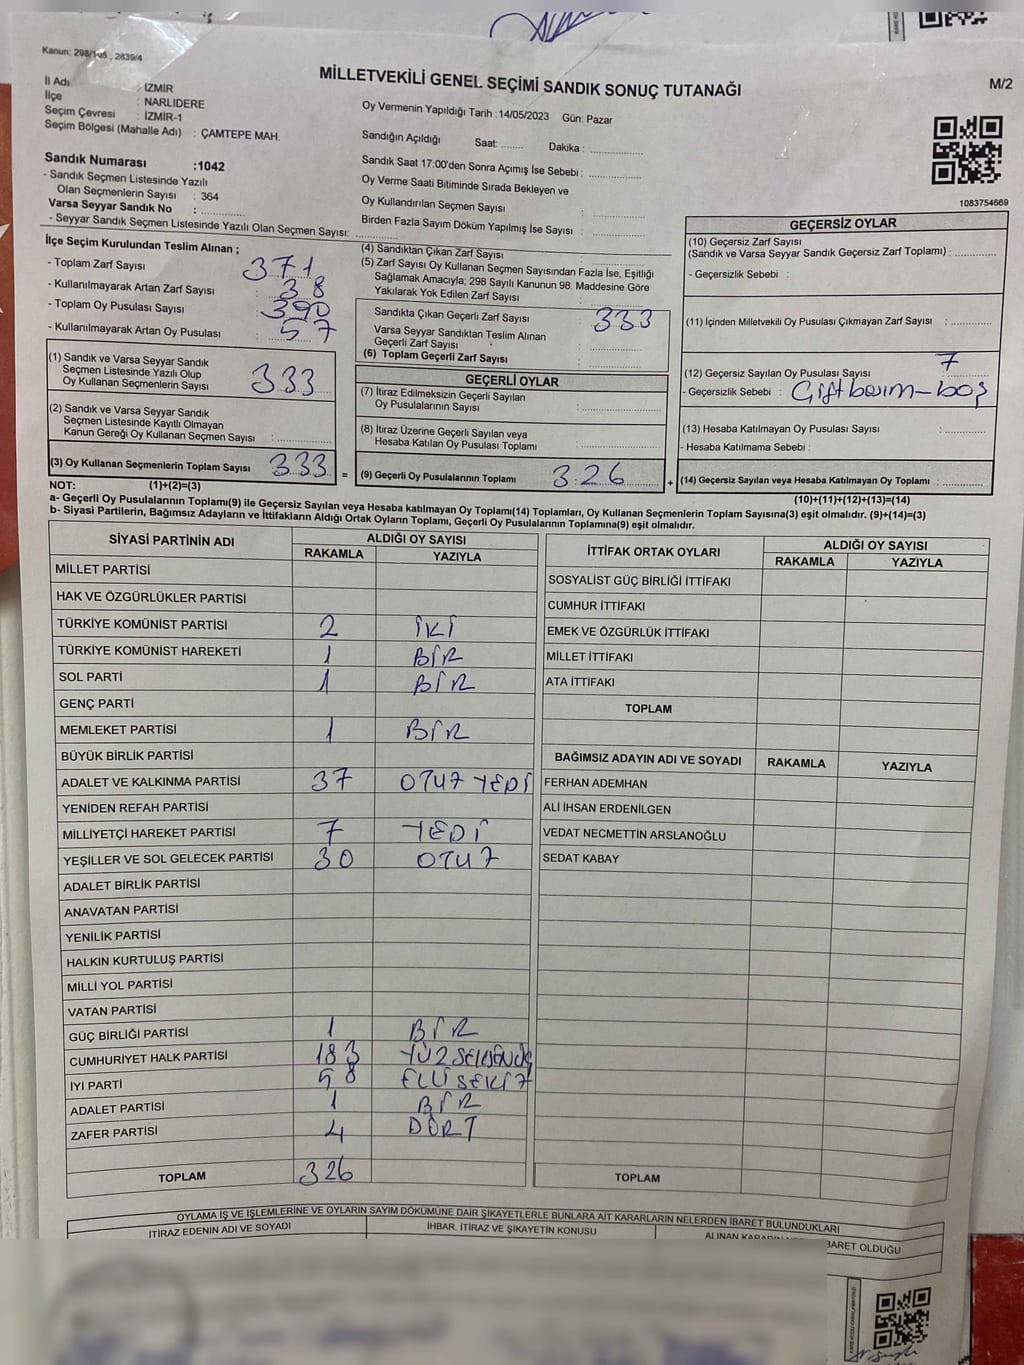 Kanun: 298/105, 2839/4
MİLLETVEKİLİ GENEL SEÇİMİ SANDIK SONUÇ TUTANAĞI
M/2
İl Adı : İZMİR
İlçe : NARLIDERE
Seçim Çevresi : İZMİR-1
Seçim Bölgesi (Mahalle Adı) : ÇAMTEPE MAH.
Sandık Numarası :1042
- Sandık Seçmen Listesinde Yazılı
Olan Seçmenlerin Sayısı : 364
Varsa Seyyar Sandık No :
- Seyyar Sandık Seçmen Listesinde Yazılı Olan Seçmen Sayısı:
Oy Vermenin Yapıldığı Tarih :14/05/2023 Gün: Pazar
Sandığın Açıldığı Saat: Dakika :
Sandık Saat 17:00'den Sonra Açımış İse Sebebi :
Oy Verme Saati Bitiminde Sırada Bekleyen ve
Oy Kullandırılan Seçmen Sayısı :
Birden Fazla Sayım Döküm Yapılmış İse Sayısı :
1083754669
İlçe Seçim Kurulundan Teslim Alınan ;
- Toplam Zarf Sayısı : 371
- Kullanılmayarak Artan Zarf Sayısı : 38
- Toplam Oy Pusulası Sayısı : 390
- Kullanılmayarak Artan Oy Pusulası : 57
(1) Sandık ve Varsa Seyyar Sandık
Seçmen Listesinde Yazılı Olup
Oy Kullanan Seçmenlerin Sayısı : 333
(2) Sandık ve Varsa Seyyar Sandık
Seçmen Listesinde Kayıtlı Olmayan
Kanun Gereği Oy Kullanan Seçmen Sayısı :
(3) Oy Kullanan Seçmenlerin Toplam Sayısı : 333
(4) Sandıktan Çıkan Zarf Sayısı :
(5) Zarf Sayısı Oy Kullanan Seçmen Sayısından Fazla İse, Eşitliği
Sağlamak Amacıyla; 298 Sayılı Kanunun 98. Maddesine Göre
Yakılarak Yok Edilen Zarf Sayısı :
Sandıkta Çıkan Geçerli Zarf Sayısı : 333
Varsa Seyyar Sandıktan Teslim Alınan
Geçerli Zarf Sayısı :
(6) Toplam Geçerli Zarf Sayısı :
GEÇERLİ OYLAR
(7) İtiraz Edilmeksizin Geçerli Sayılan
Oy Pusulalarının Sayısı :
(8) İtiraz Üzerine Geçerli Sayılan veya
Hesaba Katılan Oy Pusulası Toplamı :
= (9) Geçerli Oy Pusulalarının Toplamı : 326
GEÇERSİZ OYLAR
(10) Geçersiz Zarf Sayısı
(Sandık ve Varsa Seyyar Sandık Geçersiz Zarf Toplamı) :
- Geçersizlik Sebebi :
(11) İçinden Milletvekili Oy Pusulası Çıkmayan Zarf Sayısı :
(12) Geçersiz Sayılan Oy Pusulası Sayısı : 7
- Geçersizlik Sebebi : Çift basım-boş
(13) Hesaba Katılmayan Oy Pusulası Sayısı :
- Hesaba Katılmama Sebebi :
+ (14) Geçersiz Sayılan veya Hesaba Katılmayan Oy Toplamı :
NOT: (1)+(2)=(3) (10)+(11)+(12)+(13)=(14)
a- Geçerli Oy Pusulalarının Toplamı(9) ile Geçersiz Sayılan veya Hesaba katılmayan Oy Toplamı(14) Toplamları, Oy Kullanan Seçmenlerin Toplam Sayısına(3) eşit olmalıdır. (9)+(14)=(3)
b- Siyasi Partilerin, Bağımsız Adayların ve İttifakların Aldığı Ortak Oyların Toplamı, Geçerli Oy Pusulalarının Toplamına(9) eşit olmalıdır.
SİYASİ PARTİNİN ADI ALDIĞI OY SAYISI
RAKAMLA YAZIYLA
MİLLET PARTİSİ
HAK VE ÖZGÜRLÜKLER PARTİSİ
TÜRKİYE KOMÜNİST PARTİSİ 2 İKİ
TÜRKİYE KOMÜNİST HAREKETİ 1 BİR
SOL PARTİ 1 BİR
GENÇ PARTİ
MEMLEKET PARTİSİ 1 BİR
BÜYÜK BİRLİK PARTİSİ
ADALET VE KALKINMA PARTİSİ 37 OTUZ YEDİ
YENİDEN REFAH PARTİSİ
MİLLİYETÇİ HAREKET PARTİSİ 7 YEDİ
YEŞİLLER VE SOL GELECEK PARTİSİ 30 OTUZ
ADALET BİRLİK PARTİSİ
ANAVATAN PARTİSİ
YENİLİK PARTİSİ
HALKIN KURTULUŞ PARTİSİ
MİLLİ YOL PARTİSİ
VATAN PARTİSİ
GÜÇ BİRLİĞİ PARTİSİ 1 BİR
CUMHURİYET HALK PARTİSİ 183 YÜZ SEKSENÜÇ
İYİ PARTİ 58 ELLİ SEKİZ
ADALET PARTİSİ 1 BİR
ZAFER PARTİSİ 4 DÖRT
TOPLAM 326
İTTİFAK ORTAK OYLARI ALDIĞI OY SAYISI
RAKAMLA YAZIYLA
SOSYALİST GÜÇ BİRLİĞİ İTTİFAKI
CUMHUR İTTİFAKI
EMEK VE ÖZGÜRLÜK İTTİFAKI
MİLLET İTTİFAKI
ATA İTTİFAKI
TOPLAM
BAĞIMSIZ ADAYIN ADI VE SOYADI RAKAMLA YAZIYLA
FERHAN ADEMHAN
ALİ İHSAN ERDENİLGEN
VEDAT NECMETTİN ARSLANOĞLU
SEDAT KABAY
TOPLAM
OYLAMA İŞ VE İŞLEMLERİNE VE OYLARIN SAYIM DÖKÜMÜNE DAİR ŞİKAYETLERLE BUNLARA AİT KARARLARIN NELERDEN İBARET BULUNDUKLARI
İTİRAZ EDENİN ADI VE SOYADI İHBAR, İTİRAZ VE ŞİKAYETİN KONUSU ALINAN BARET OLDUĞU